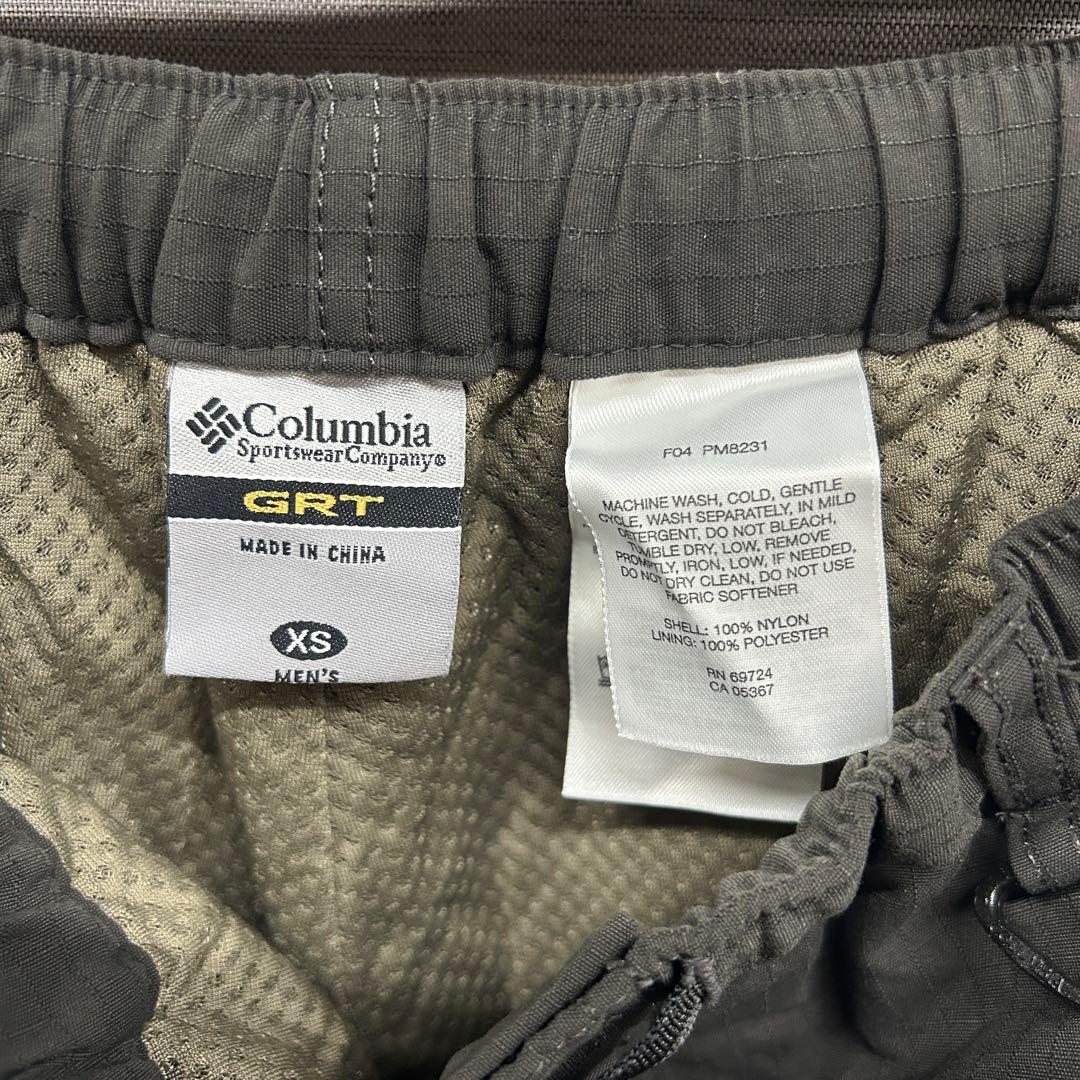 Columbia
SportswearCompany®
GRT
MADE IN CHINA
XS
MEN'S
F04 PM8231
MACHINE WASH, COLD, GENTLE
CYCLE, WASH SEPARATELY, IN MILD
DETERGENT, DO NOT BLEACH,
TUMBLE DRY, LOW, REMOVE
PROMPTLY, IRON, LOW, IF NEEDED,
DO NOT DRY CLEAN, DO NOT USE
FABRIC SOFTENER
SHELL: 100% NYLON
LINING: 100% POLYESTER
RN 69724
CA 05367